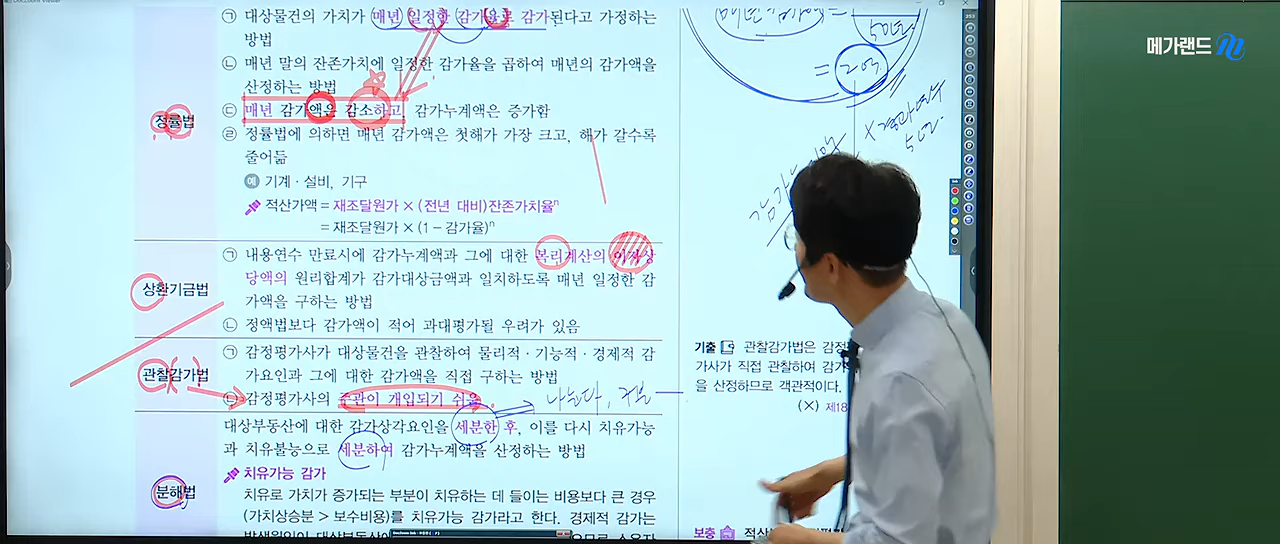 ㉠ 대상물건의 가치가 매년 일정한 감가율로 감가된다고 가정하는
방법
㉡ 매년 말의 잔존가치에 일정한 감가율을 곱하여 매년의 감가액을
산정하는 방법
정률법
㉢ 매년 감가액은 감소하고, 감가누계액은 증가함
㉣ 정률법에 의하면 매년 감가액은 첫해가 가장 크고, 해가 갈수록
줄어듦
예 기계·설비, 기구
적산가액 = 재조달원가 × (전년 대비)잔존가치율ⁿ
= 재조달원가 × (1 - 감가율)ⁿ
상환기금법
㉠ 내용연수 만료시에 감가누계액과 그에 대한 복리계산의 이자상
당액의 원리합계가 감가대상금액과 일치하도록 매년 일정한 감
가액을 구하는 방법
㉡ 정액법보다 감가액이 적어 과대평가될 우려가 있음
관찰감가법
㉠ 감정평가사가 대상물건을 관찰하여 물리적·기능적·경제적 감
가요인과 그에 대한 감가액을 직접 구하는 방법
㉡ 감정평가사의 주관이 개입되기 쉬움
나눈다,
분해법
대상부동산에 대한 감가상각요인을 세분한 후, 이를 다시 치유가능
과 치유불능으로 세분하여 감가누계액을 산정하는 방법
치유가능 감가
치유로 가치가 증가되는 부분이 치유하는 데 들이는 비용보다 큰 경우
(가치상승분 > 보수비용)를 치유가능 감가라고 한다. 경제적 감가는
50년
=
× 경과연수
5년
기출 관찰감가법은 감정
가사가 직접 관찰하여 감가
을 산정하므로 객관적이다.
(×) 제18
보충
메가랜드